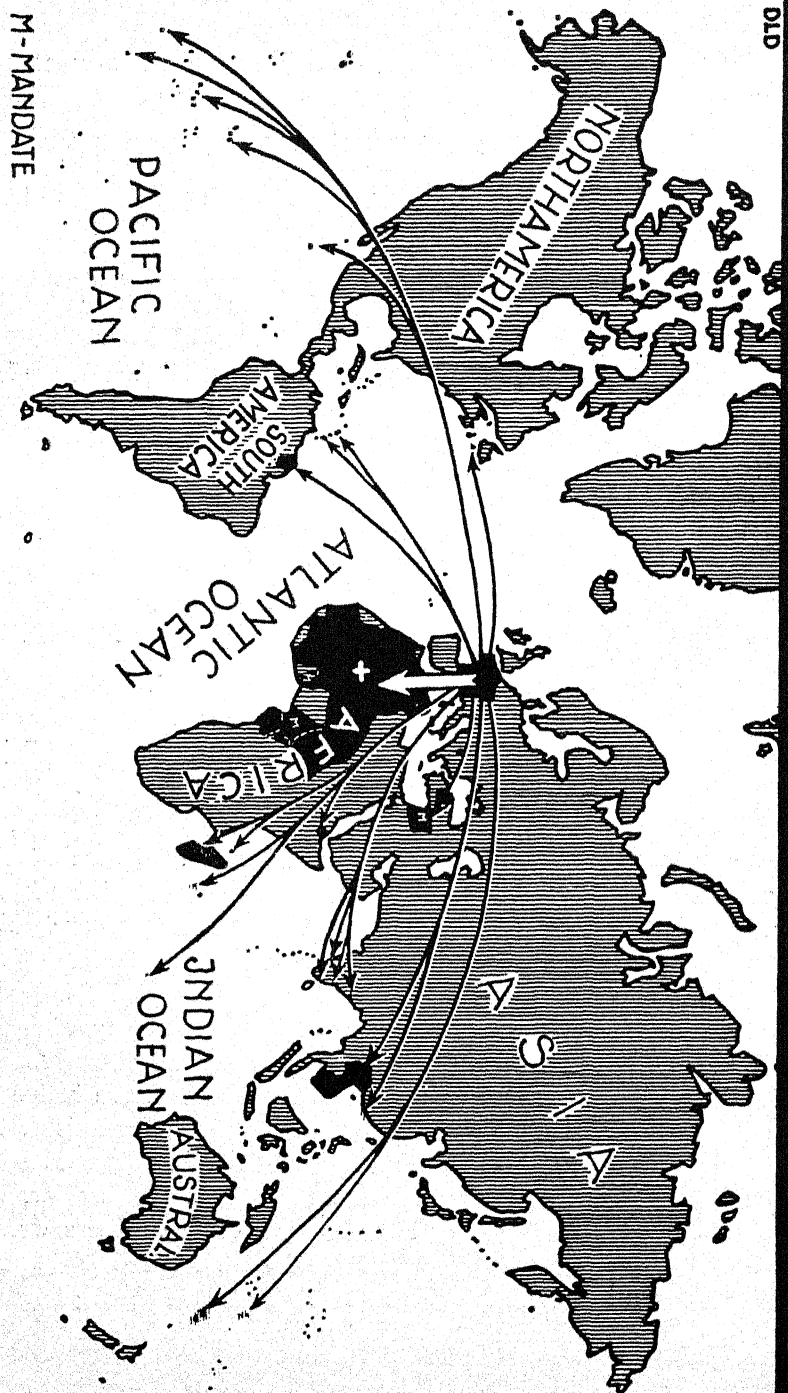 DLD
NORTHAMERICA
ASIA
ATLANTIC
OCEAN
AFRICA
SOUTH
AMERICA
PACIFIC
OCEAN
JNDIAN
OCEAN
AUSTRAL
M-MANDATE